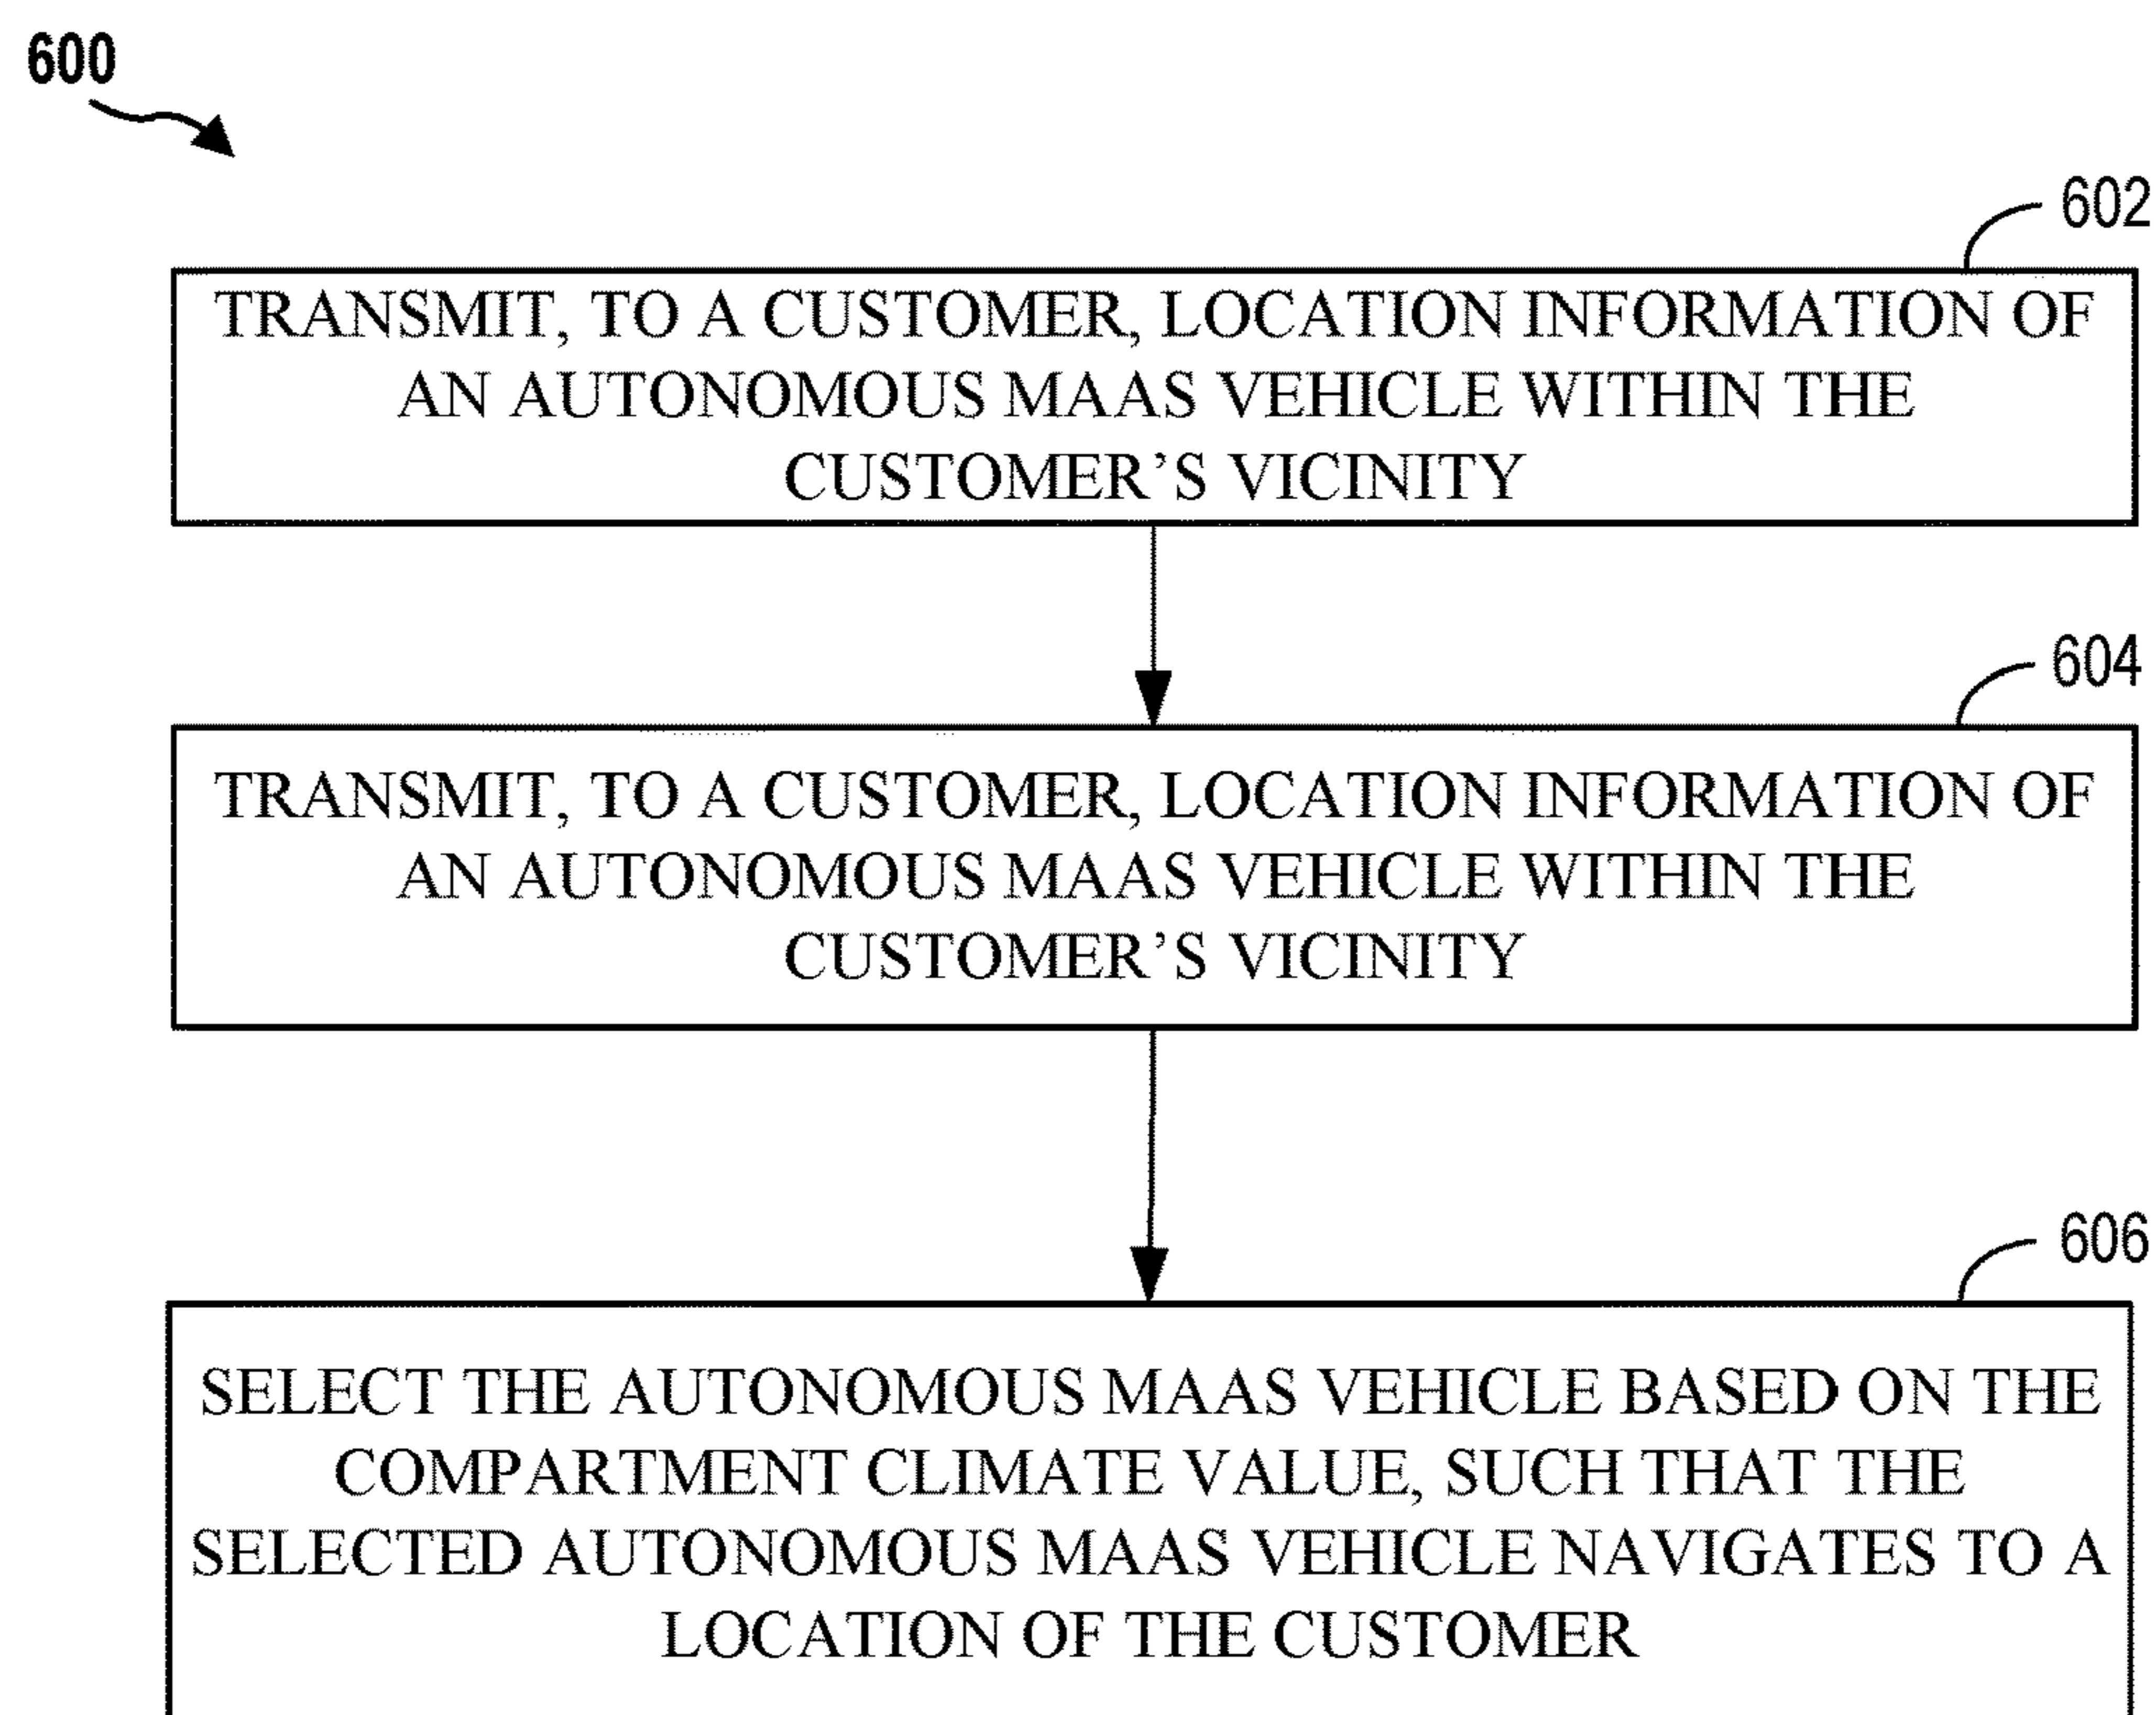 600
602
TRANSMIT, TO A CUSTOMER, LOCATION INFORMATION OF
AN AUTONOMOUS MAAS VEHICLE WITHIN THE
CUSTOMER’S VICINITY
604
TRANSMIT, TO A CUSTOMER, LOCATION INFORMATION OF
AN AUTONOMOUS MAAS VEHICLE WITHIN THE
CUSTOMER’S VICINITY
606
SELECT THE AUTONOMOUS MAAS VEHICLE BASED ON THE
COMPARTMENT CLIMATE VALUE, SUCH THAT THE
SELECTED AUTONOMOUS MAAS VEHICLE NAVIGATES TO A
LOCATION OF THE CUSTOMER